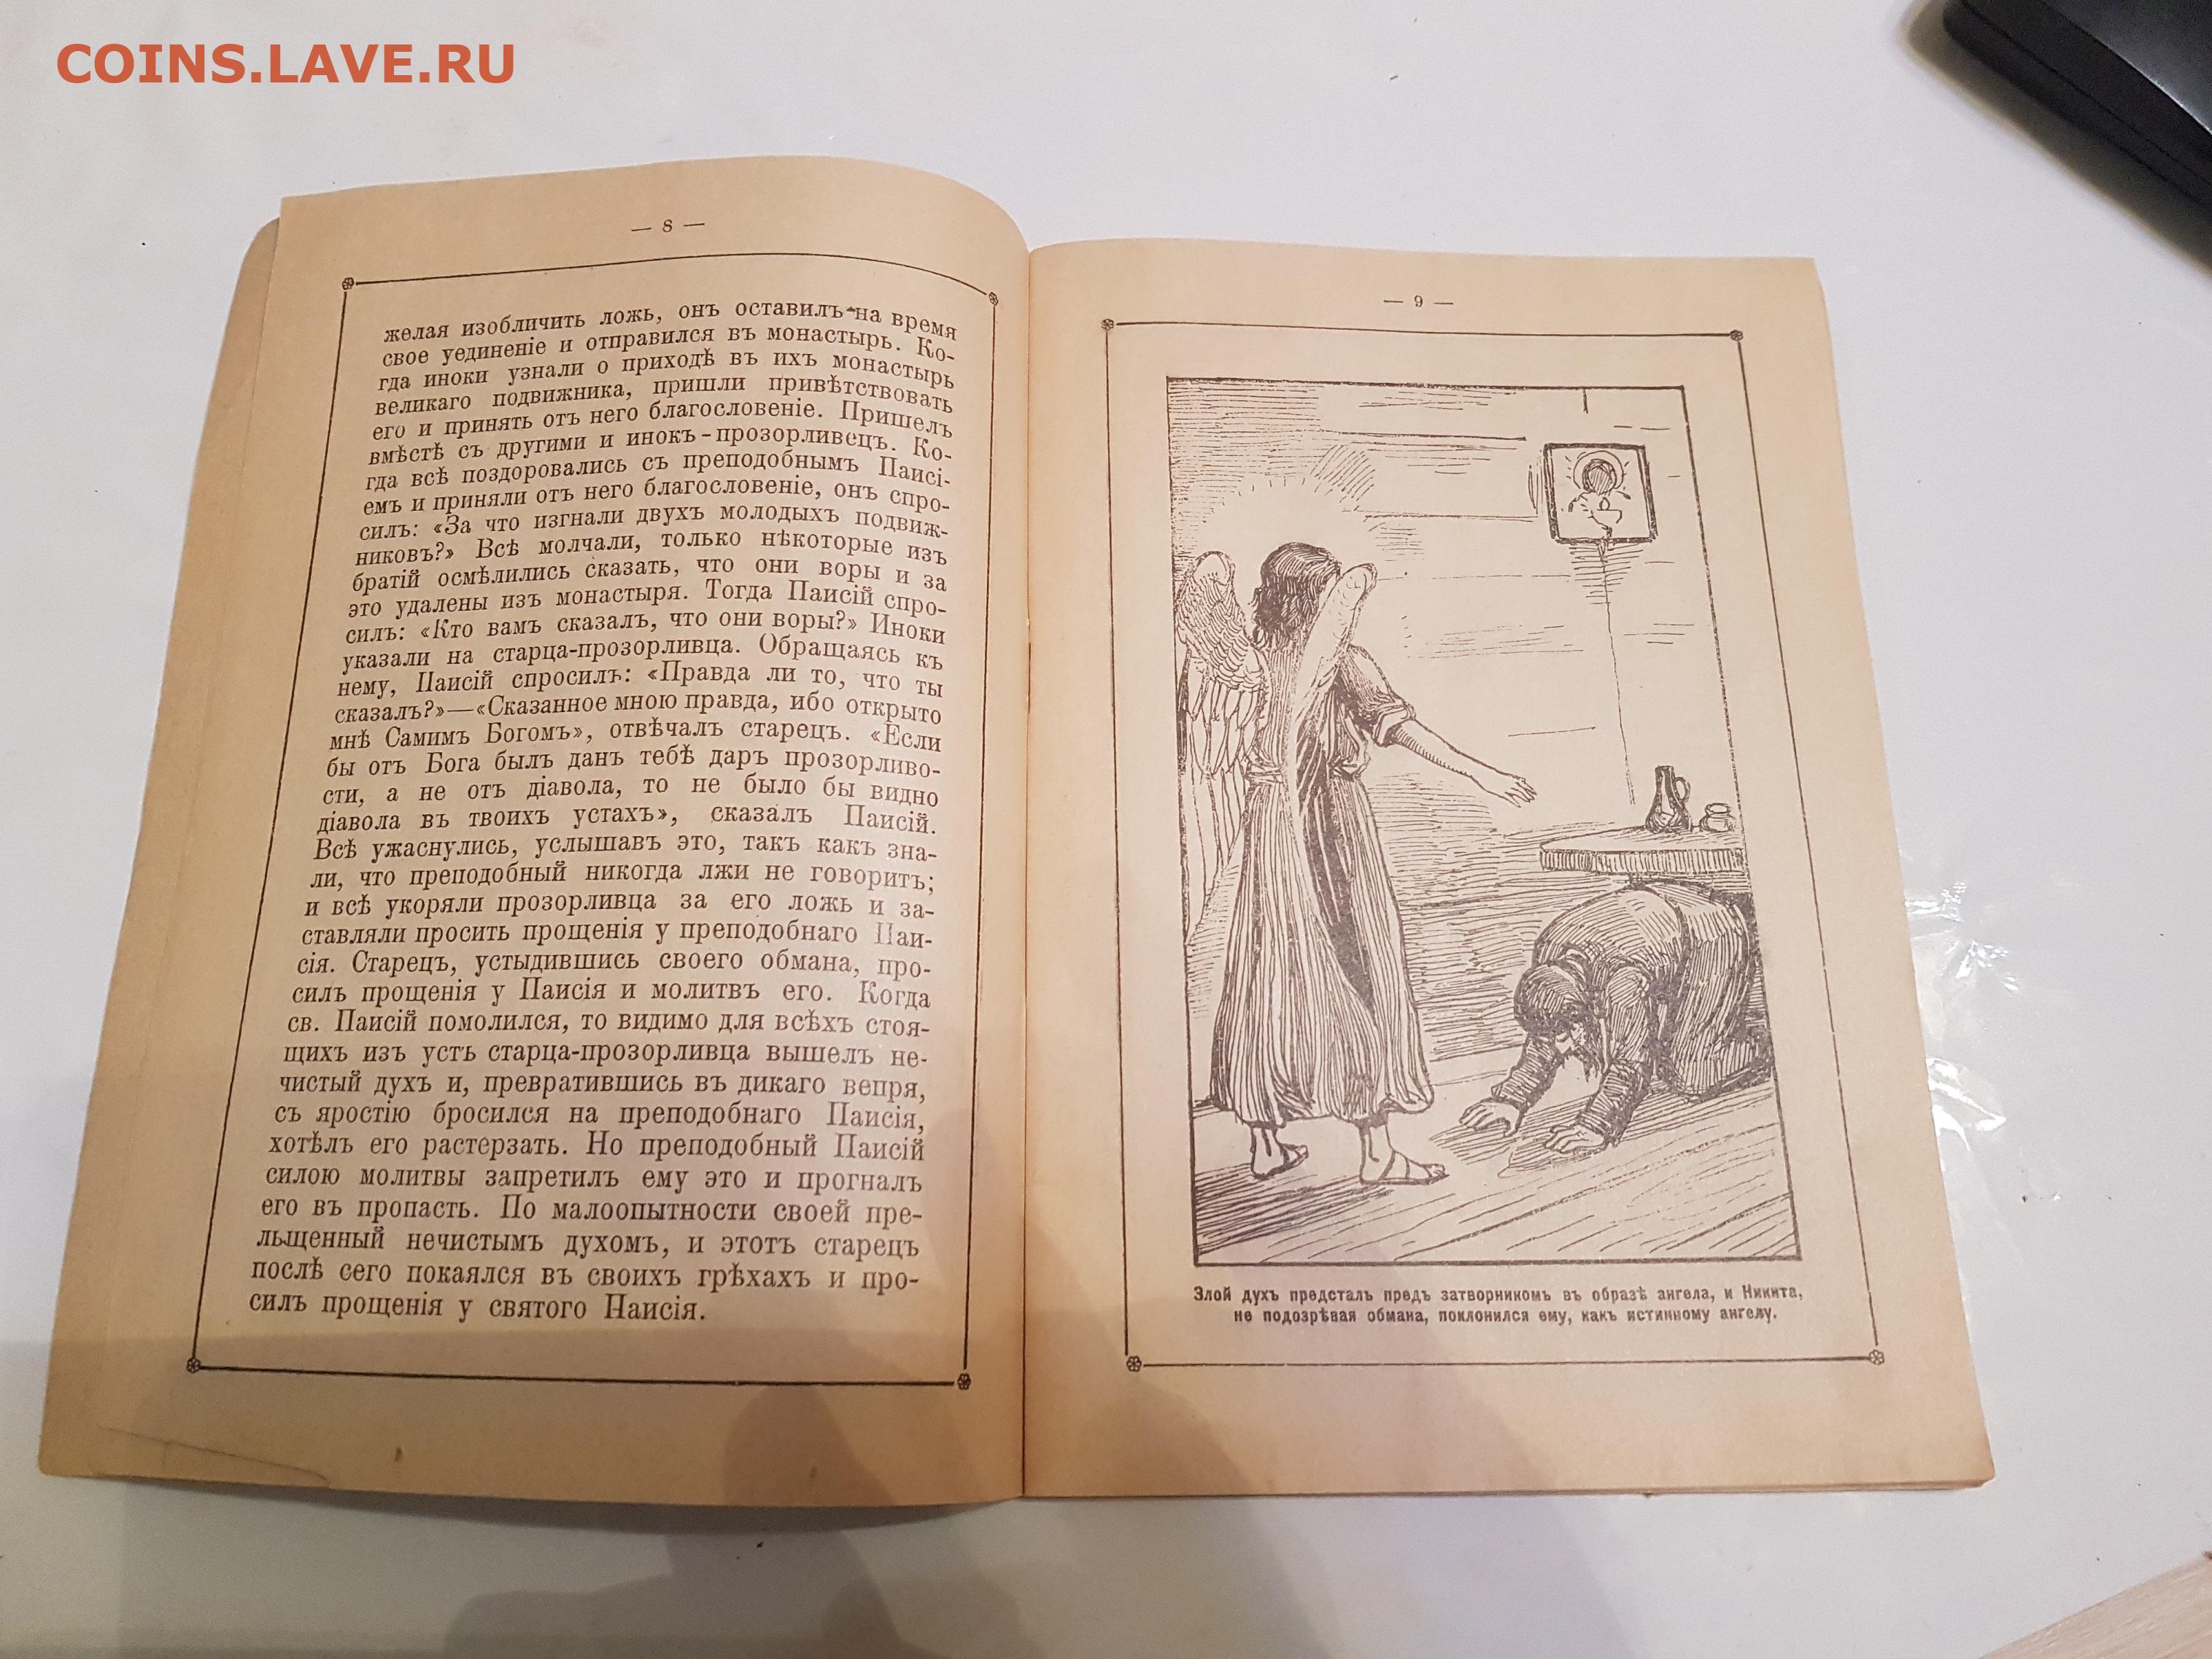 COINS.LAVE.RU
— 8 —
желая изобличить ложь, онъ оставилъ на время
свое уединеніе и отправился въ монастырь. Ко-
гда иноки узнали о приходѣ въ ихъ монастырь
великаго подвижника, пришли привѣтствовать
его и принять отъ него благословеніе. Пришелъ
вмѣстѣ съ другими и инокъ-прозорливецъ. Ко-
гда всѣ поздоровались съ преподобнымъ Паисі-
емъ и приняли отъ него благословеніе, онъ спро-
силъ: «За что изгнали двухъ молодыхъ подвиж-
никовъ?» Всѣ молчали, только нѣкоторые изъ
братій осмѣлились сказать, что они воры и за
это удалены изъ монастыря. Тогда Паисій спро-
силъ: «Кто вамъ сказалъ, что они воры?» Иноки
указали на старца-прозорливца. Обращаясь къ
нему, Паисій спросилъ: «Правда ли то, что ты
сказалъ?»—«Сказанное мною правда, ибо открыто
мнѣ Самимъ Богомъ», отвѣчалъ старецъ. «Если
бы отъ Бога былъ данъ тебѣ даръ прозорливо-
сти, а не отъ діавола, то не было бы видно
діавола въ твоихъ устахъ», сказалъ Паисій.
Всѣ ужаснулись, услышавъ это, такъ какъ зна-
ли, что преподобный никогда лжи не говоритъ;
и всѣ укоряли прозорливца за его ложь и за-
ставляли просить прощенія у преподобнаго Паи-
сія. Старецъ, устыдившись своего обмана, про-
силъ прощенія у Паисія и молитвъ его. Когда
св. Паисій помолился, то видимо для всѣхъ стоя-
щихъ изъ устъ старца-прозорливца вышелъ не-
чистый духъ и, превратившись въ дикаго вепря,
съ яростію бросился на преподобнаго Паисія,
хотѣлъ его растерзать. Но преподобный Паисій
силою молитвы запретилъ ему это и прогналъ
его въ пропасть. По малоопытности своей пре-
льщенный нечистымъ духомъ, и этотъ старецъ
послѣ сего покаялся въ своихъ грѣхахъ и про-
силъ прощенія у святого Паисія.
— 9 —
Злой духъ предсталъ предъ затворникомъ въ образѣ ангела, и Никита,
не подозрѣвая обмана, поклонился ему, какъ истинному ангелу.